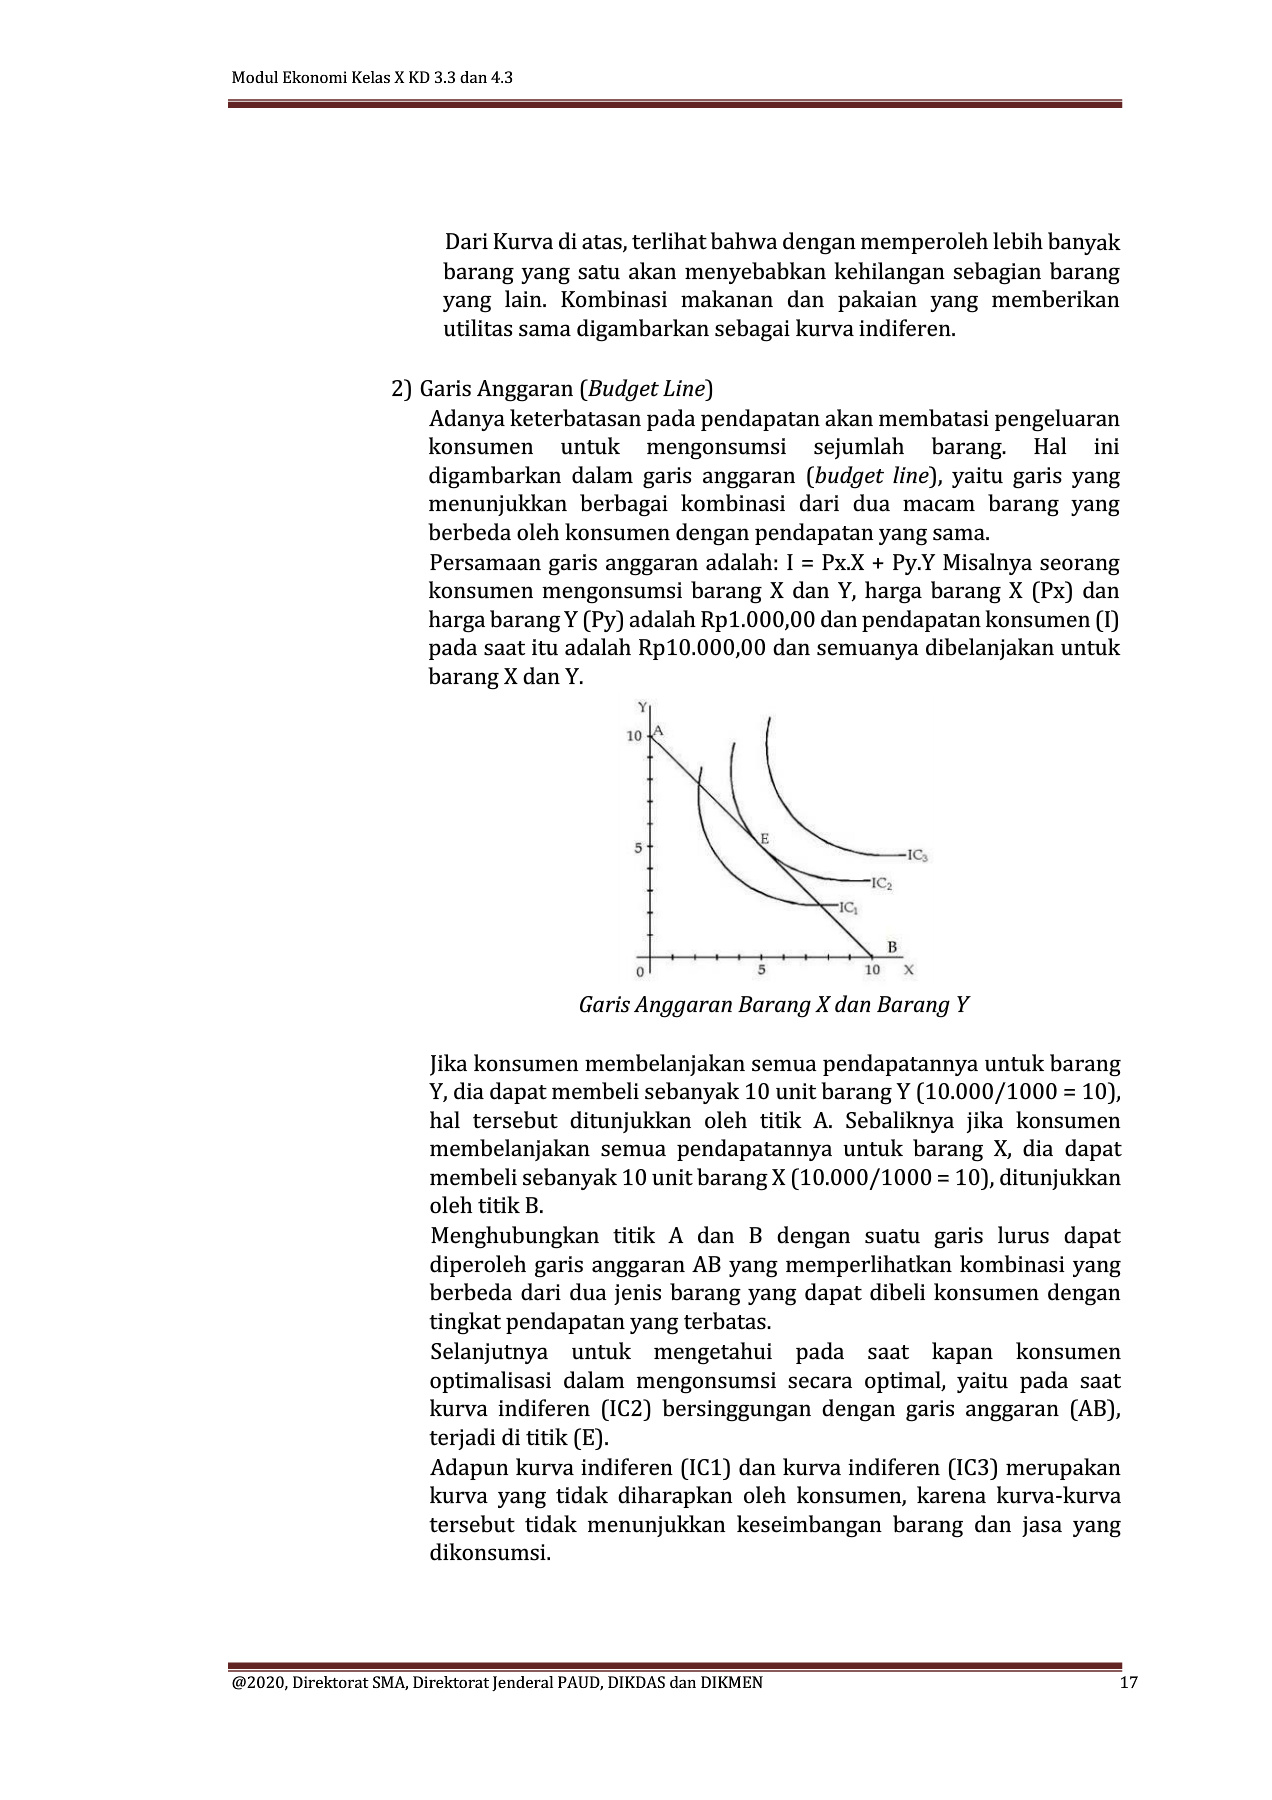 Modul Ekonomi Kelas X KD 3.3 dan 4.3
Dari Kurva di atas, terlihat bahwa dengan memperoleh lebih banyak
barang yang satu akan menyebabkan kehilangan sebagian barang
yang lain. Kombinasi makanan dan pakaian yang memberikan
utilitas sama digambarkan sebagai kurva indiferen.
2) Garis Anggaran (Budget Line)
Adanya keterbatasan pada pendapatan akan membatasi pengeluaran
konsumen untuk mengonsumsi sejumlah barang. Hal ini
digambarkan dalam garis anggaran (budget line), yaitu garis yang
menunjukkan berbagai kombinasi dari dua macam barang yang
berbeda oleh konsumen dengan pendapatan yang sama.
Persamaan garis anggaran adalah: I = Px.X + Py.Y Misalnya seorang
konsumen mengonsumsi barang X dan Y, harga barang X (Px) dan
harga barang Y (Py) adalah Rp1.000,00 dan pendapatan konsumen (I)
pada saat itu adalah Rp10.000,00 dan semuanya dibelanjakan untuk
barang X dan Y.
Y
10 A
E
5
IC₃
IC₂
IC₁
B
0 5 10 X
Garis Anggaran Barang X dan Barang Y
Jika konsumen membelanjakan semua pendapatannya untuk barang
Y, dia dapat membeli sebanyak 10 unit barang Y (10.000/1000 = 10),
hal tersebut ditunjukkan oleh titik A. Sebaliknya jika konsumen
membelanjakan semua pendapatannya untuk barang X, dia dapat
membeli sebanyak 10 unit barang X (10.000/1000 = 10), ditunjukkan
oleh titik B.
Menghubungkan titik A dan B dengan suatu garis lurus dapat
diperoleh garis anggaran AB yang memperlihatkan kombinasi yang
berbeda dari dua jenis barang yang dapat dibeli konsumen dengan
tingkat pendapatan yang terbatas.
Selanjutnya untuk mengetahui pada saat kapan konsumen
optimalisasi dalam mengonsumsi secara optimal, yaitu pada saat
kurva indiferen (IC2) bersinggungan dengan garis anggaran (AB),
terjadi di titik (E).
Adapun kurva indiferen (IC1) dan kurva indiferen (IC3) merupakan
kurva yang tidak diharapkan oleh konsumen, karena kurva-kurva
tersebut tidak menunjukkan keseimbangan barang dan jasa yang
dikonsumsi.
@2020, Direktorat SMA, Direktorat Jenderal PAUD, DIKDAS dan DIKMEN 17